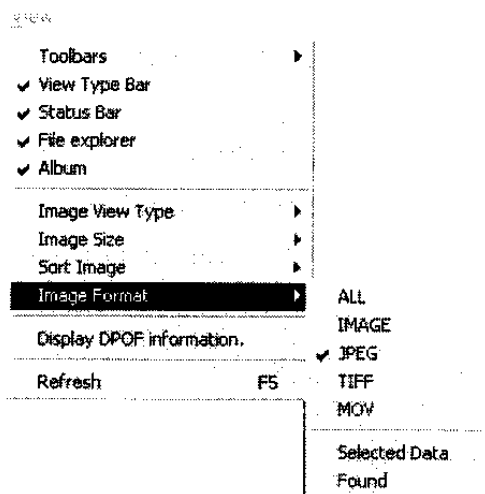 Toolbars
View Type Bar
Status Bar
File explorer
Album
Image View Type
Image Size
Sort Image
Image Format
Display DPOF information.
Refresh F5
ALL
IMAGE
JPEG
TIFF
MOV
Selected Data
Found